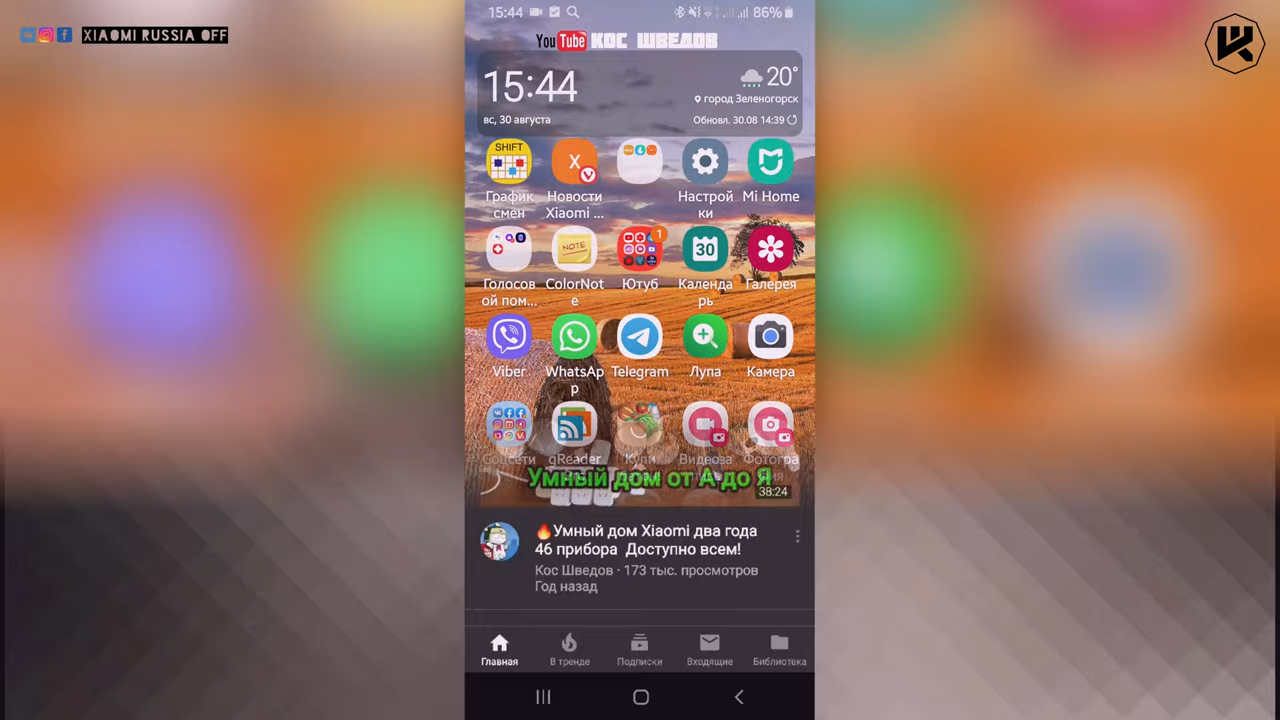 XIAOMI RUSSIA OFF
15:44
86%
YouTube КОС ШВЕДОВ
15:44
20°
город Зеленогорск
вс, 30 августа
Обновл. 30.08 14:39
SHIFT
X
График смен
Новости Xiaomi ...
Настройки
Mi Home
NOTE
1
30
Голосовой пом...
ColorNote
Ютуб
Календарь
Галерея
Viber
WhatsApp
Telegram
Лупа
Камера
Соцсети
gReader
Умный дом от А до Я
38:24
🔥Умный дом Xiaomi два года
46 прибора Доступно всем!
Кос Шведов · 173 тыс. просмотров
Год назад
Главная
В тренде
Подписки
Входящие
Библиотека